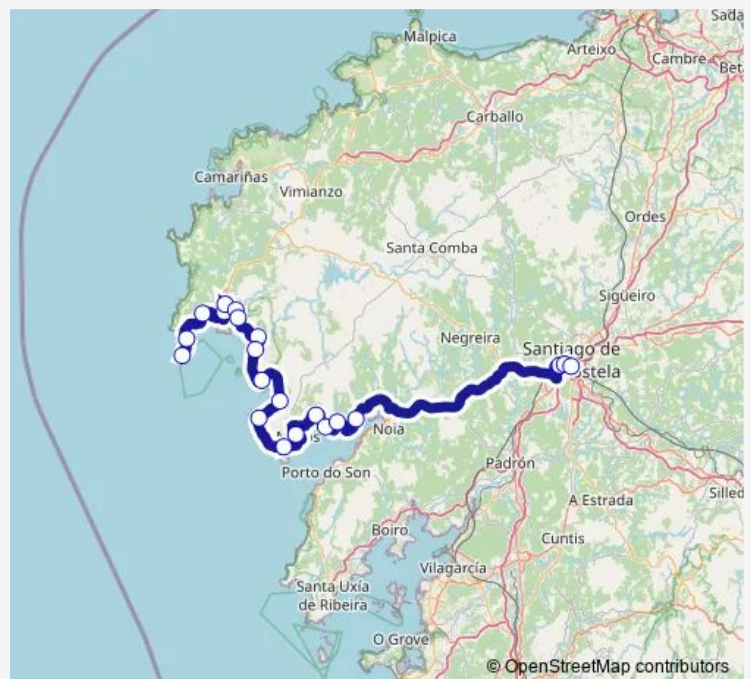 Sada
Malpica
Arteixo
Cambre
Bet
Carballo
Camariñas
Vimianzo
Ordes
Santa Comba
Sigüeiro
Negreira
Santiago de
stela
Noia
Porto do Son
Padrón
Silled
A Estrada
Boiro
Cuntis
Vilagarcía
Santa Uxía
de Ribeira
O Grove
© OpenStreetMap contributors